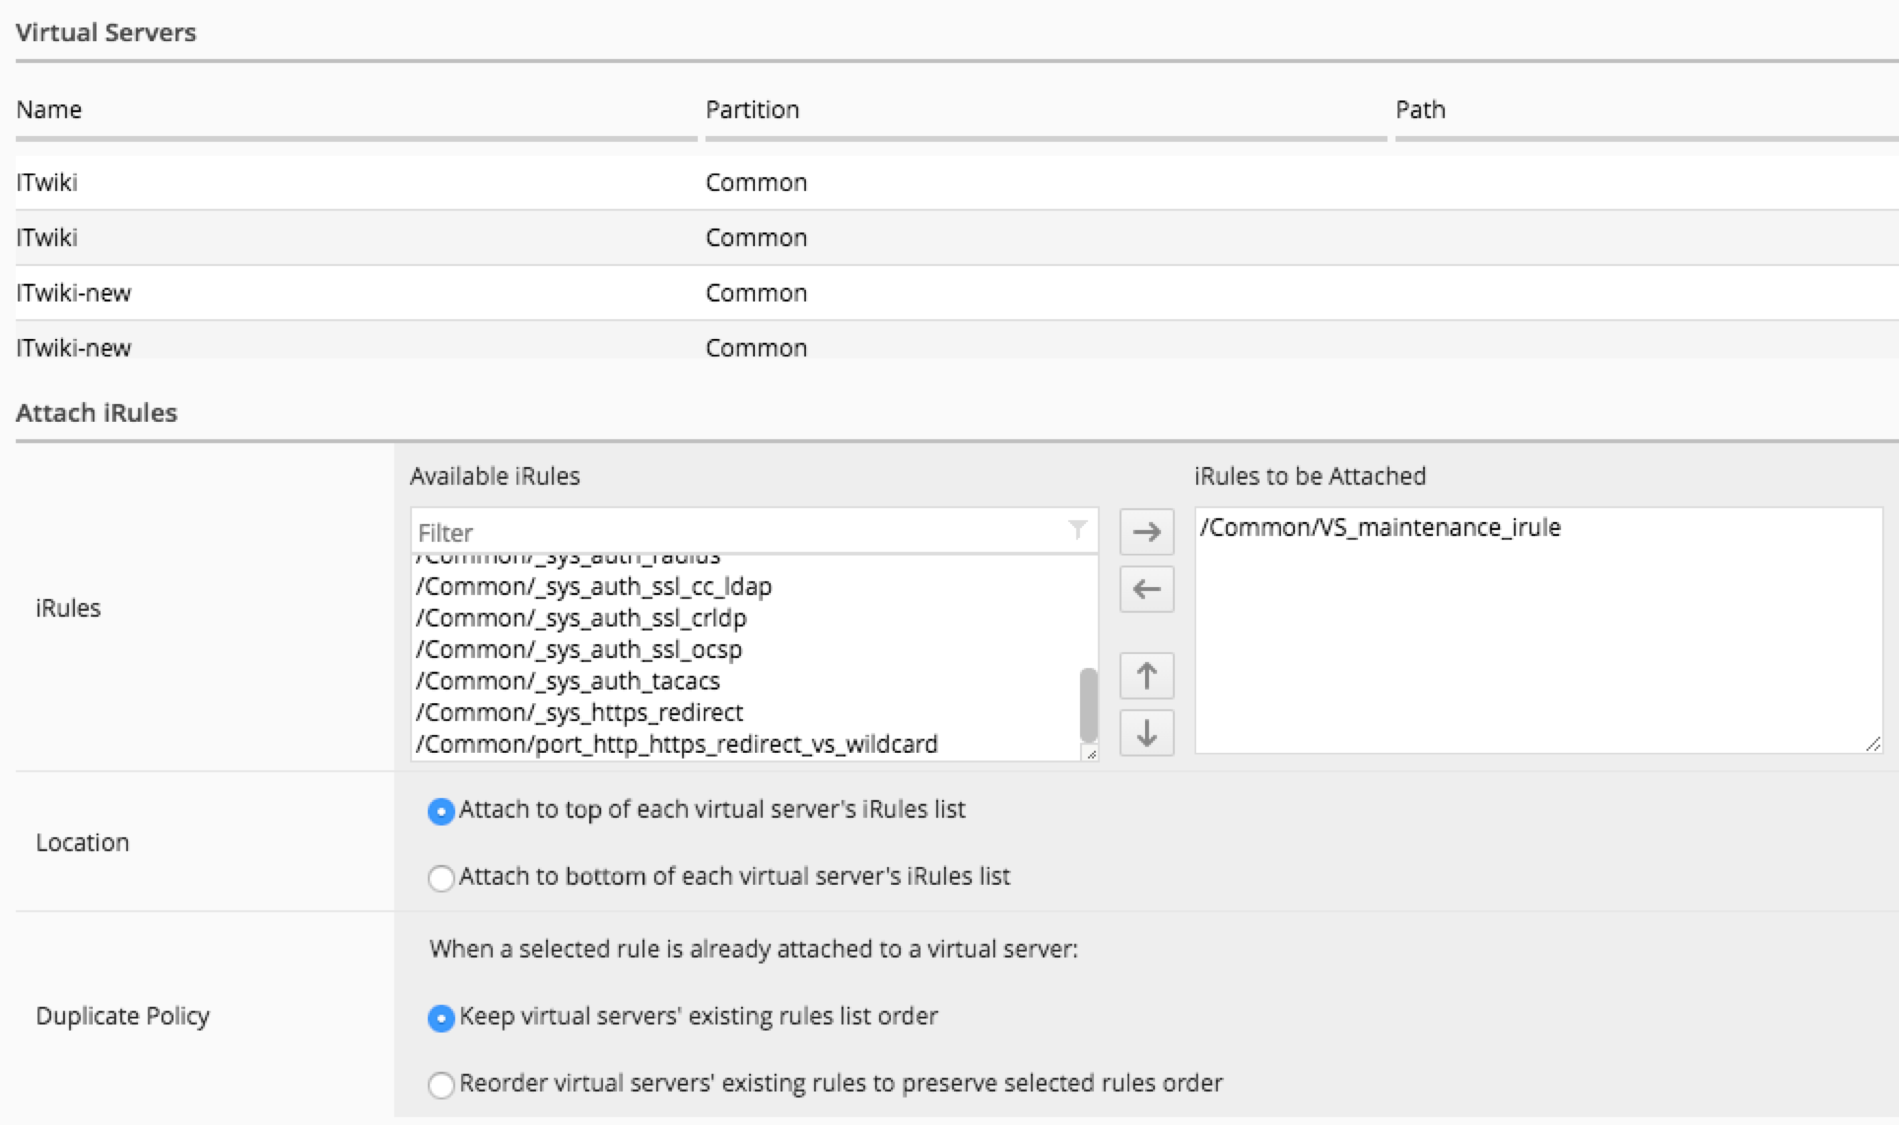 Virtual Servers
Name Partition Path
ITwiki Common
ITwiki Common
ITwiki-new Common
ITwiki-new Common
Attach iRules
Available iRules
iRules to be Attached
iRules
Filter
/Common/_sys_auth_radius
/Common/_sys_auth_ssl_cc_ldap
/Common/_sys_auth_ssl_crldp
/Common/_sys_auth_ssl_ocsp
/Common/_sys_auth_tacacs
/Common/_sys_https_redirect
/Common/port_http_https_redirect_vs_wildcard
/Common/VS_maintenance_irule
Location
Attach to top of each virtual server's iRules list
Attach to bottom of each virtual server's iRules list
Duplicate Policy
When a selected rule is already attached to a virtual server:
Keep virtual servers' existing rules list order
Reorder virtual servers' existing rules to preserve selected rules order